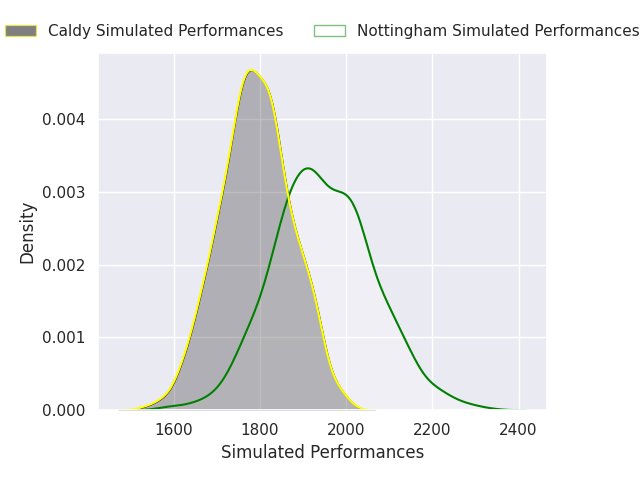 Caldy Simulated Performances
Nottingham Simulated Performances
0.004
0.003
0.002
0.001
0.000
Density
1600 1800 2000 2200 2400
Simulated Performances